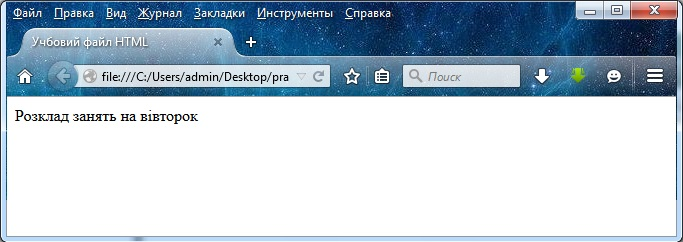 Файл Правка Вид Журнал Закладки Инструменты Справка
Учбовий файл HTML
file:///C:/Users/admin/Desktop/pra
Поиск
Розклад занять на вівторок